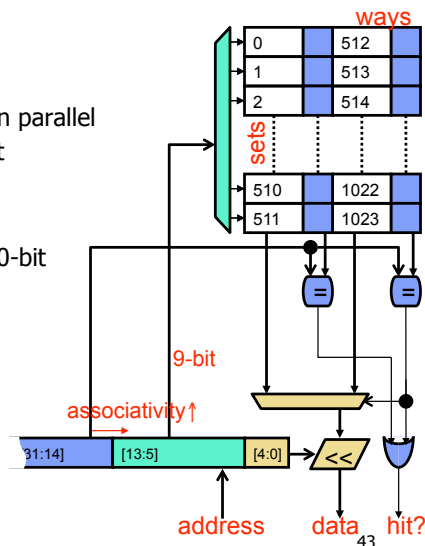 ways
0 512
1 513
2 514
n parallel
t
sets
510 1022
511 1023
0-bit
= =
9-bit
associativity↑
31:14] [13:5] [4:0] <<
address data hit?
43